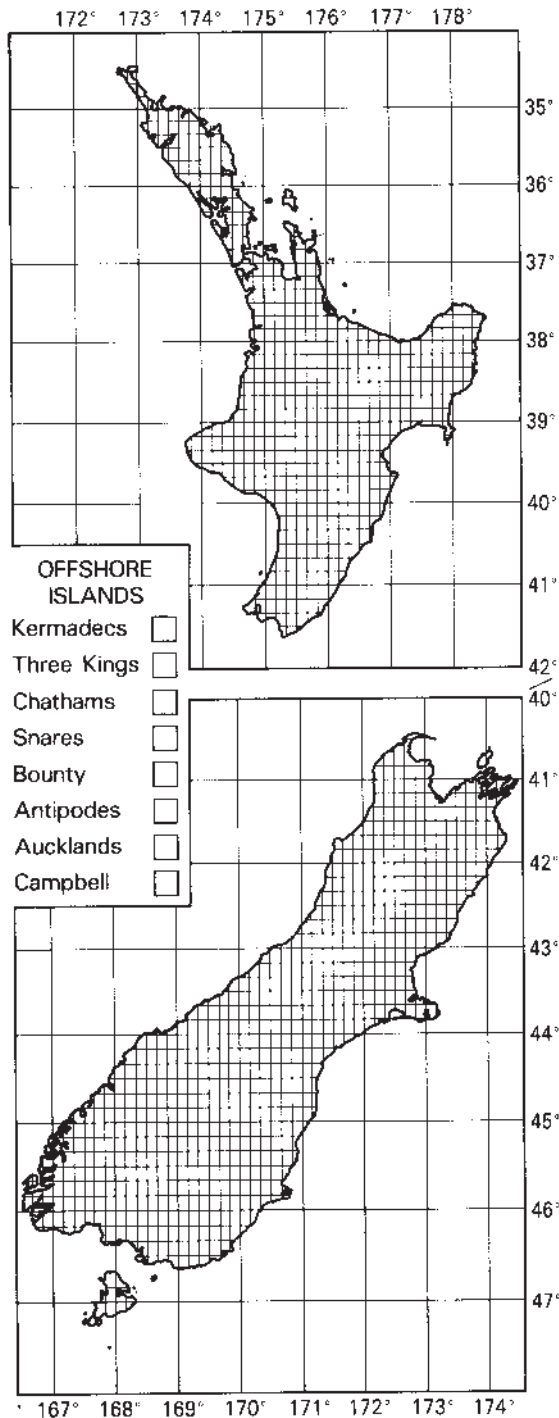 172° 173° 174° 175° 176° 177° 178°
35°
36°
37°
38°
39°
40°
41°
42°
OFFSHORE
ISLANDS
Kermadecs
Three Kings
Chathams
Snares
Bounty
Antipodes
Aucklands
Campbell
40°
41°
42°
43°
44°
45°
46°
47°
167° 168° 169° 170° 171° 172° 173° 174°